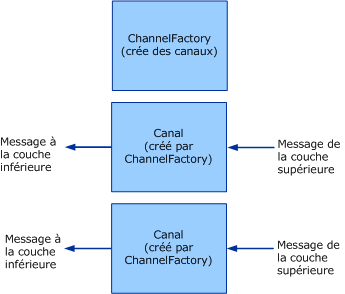 ChannelFactory
(crée des canaux)
Message à
la couche
inférieure
Canal
(créé par
ChannelFactory)
Message de
la couche
supérieure
Message à
la couche
inférieure
Canal
(créé par
ChannelFactory)
Message de
la couche
supérieure